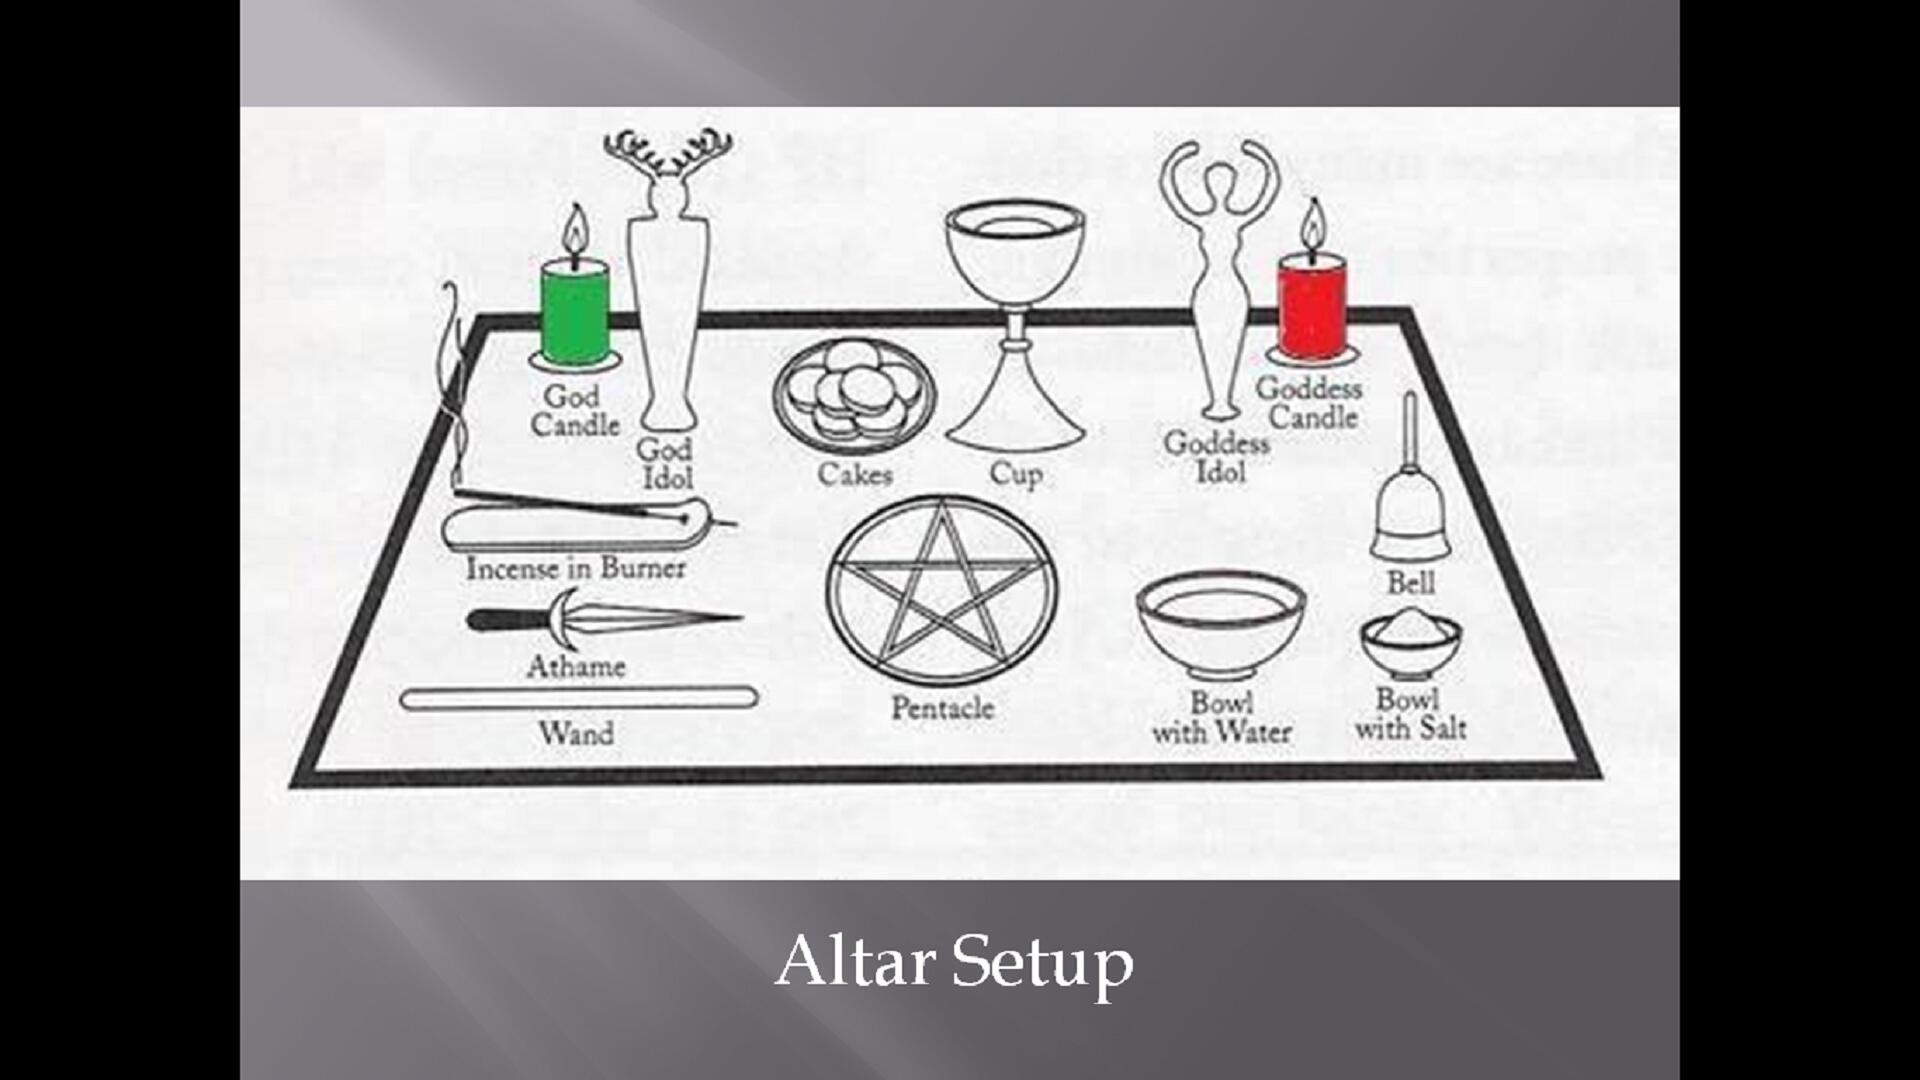 God
Candle
God
Idol
Cakes
Cup
Goddess
Idol
Goddess
Candle
Incense in Burner
Bell
Athame
Wand
Pentacle
Bowl
with Water
Bowl
with Salt
Altar Setup